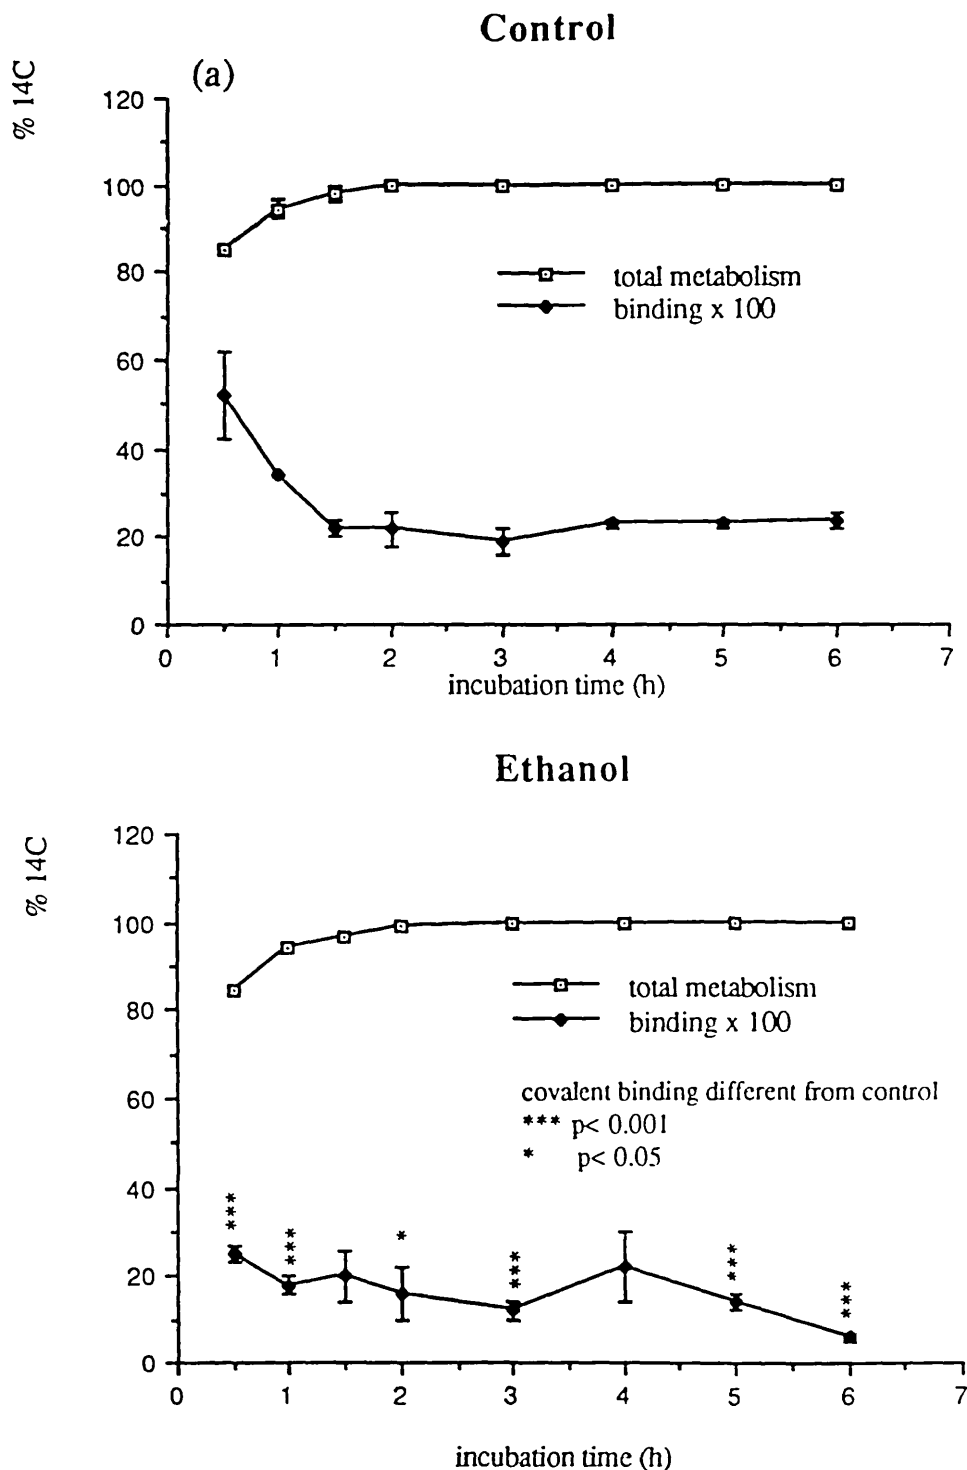 Control
(a)
% 14C
120
100
80
60
40
20
0
total metabolism
binding x 100
0 1 2 3 4 5 6 7
incubation time (h)
Ethanol
% 14C
120
100
80
60
40
20
0
total metabolism
binding x 100
covalent binding different from control
*** p< 0.001
* p< 0.05
*** *** * *** *** ***
0 1 2 3 4 5 6 7
incubation time (h)